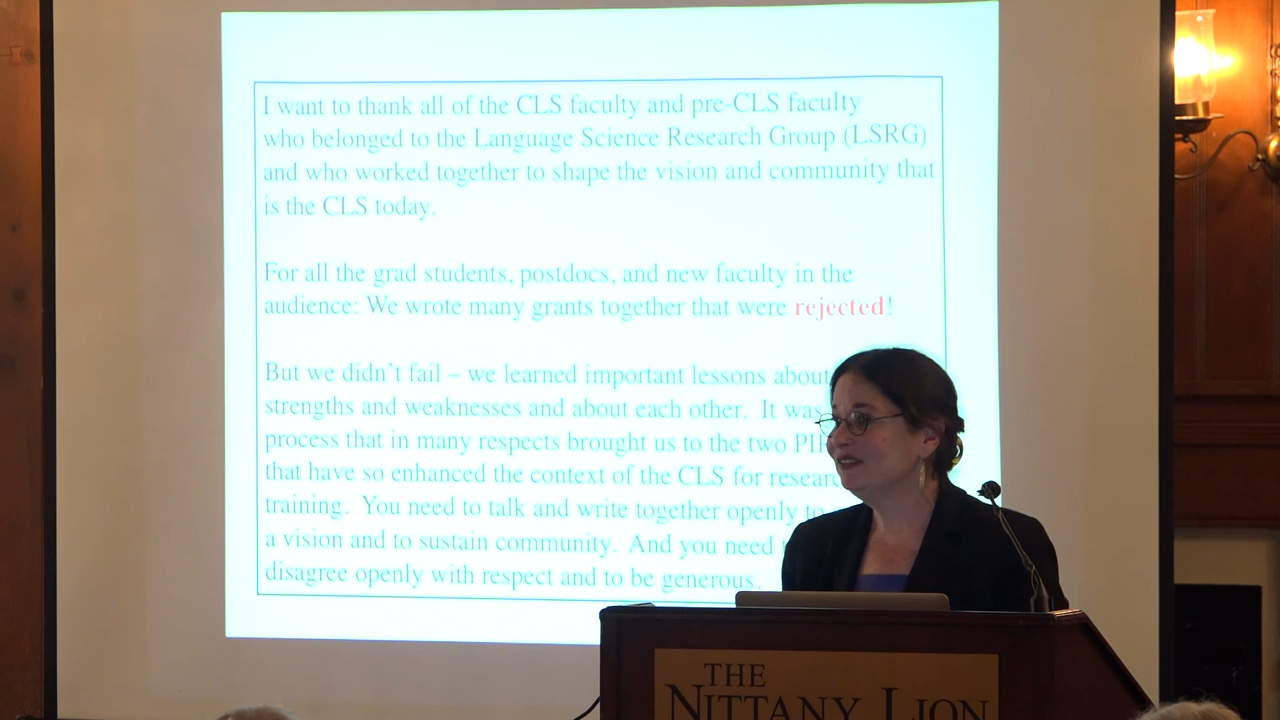 I want to thank all of the CLS faculty and pre-CLS faculty
who belonged to the Language Science Research Group (LSRG)
and who worked together to shape the vision and community that
is the CLS today.
For all the grad students, postdocs, and new faculty in the
audience: We wrote many grants together that were rejected!
But we didn't fail – we learned important lessons about
strengths and weaknesses and about each other. It was
process that in many respects brought us to the two
that have so enhanced the context of the CLS for
training. You need to talk and write together openly to
a vision and to sustain community. And you need
disagree openly with respect and to be generous.
THE
NITTANY LION